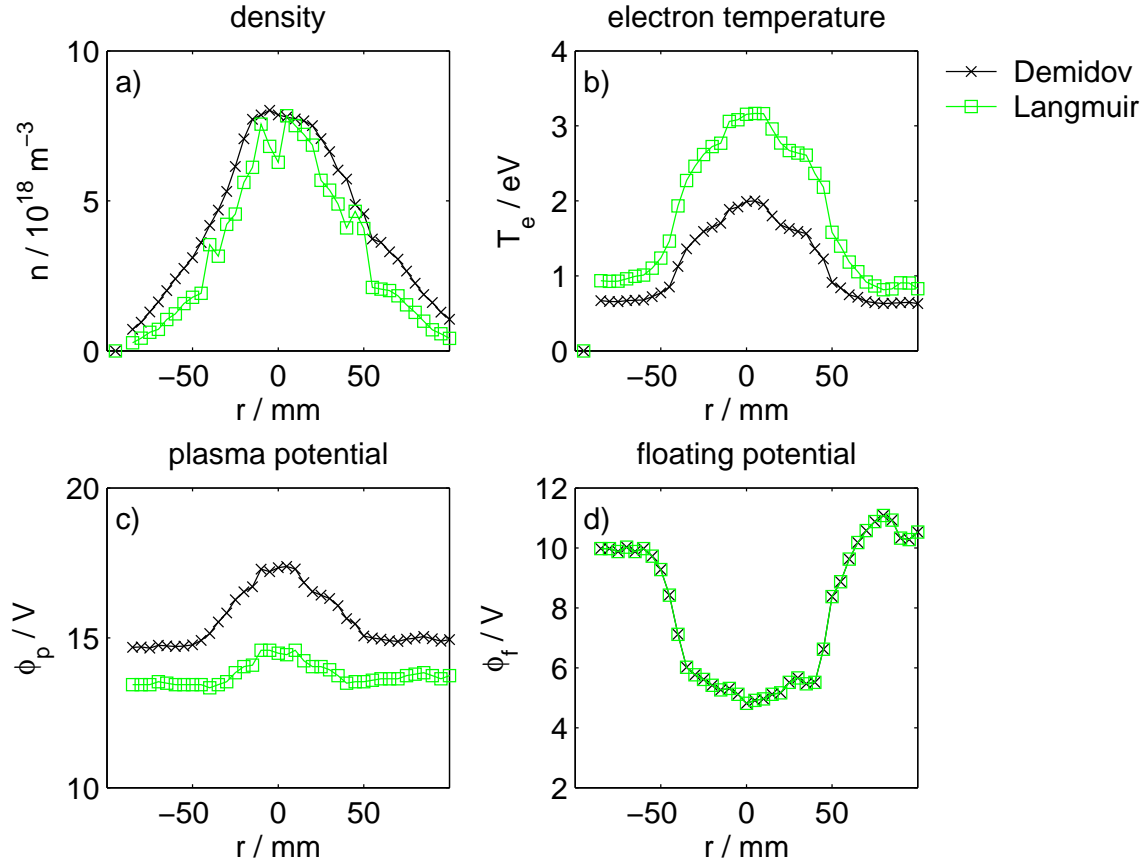 density
electron temperature
Demidov
Langmuir
a)
10
5
0
n / 10^18 m^−3
−50 0 50
r / mm
b)
4
3
2
1
0
T_e / eV
−50 0 50
r / mm
plasma potential
floating potential
c)
20
15
10
ϕ_p / V
−50 0 50
r / mm
d)
12
10
8
6
4
2
ϕ_f / V
−50 0 50
r / mm